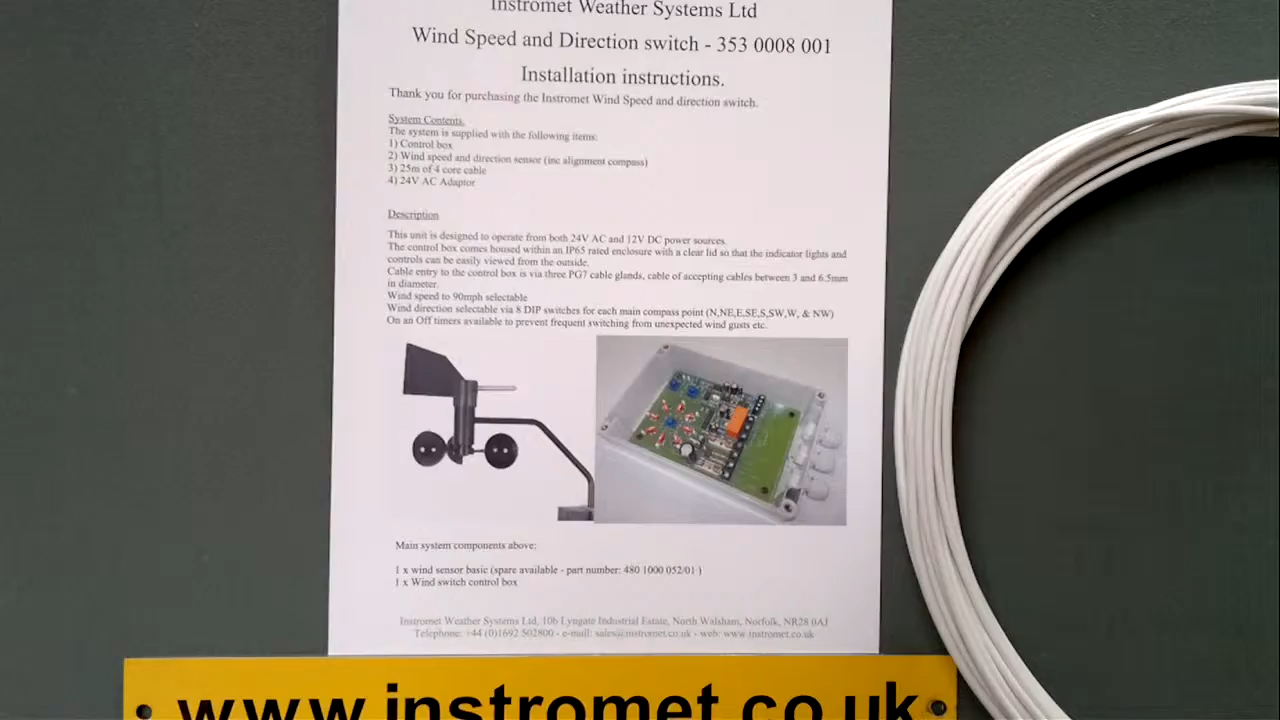 Instromet Weather Systems Ltd
Wind Speed and Direction switch - 353 0008 001
Installation instructions.
Thank you for purchasing the Instromet Wind Speed and direction switch.
System Contents.
The system is supplied with the following items:
1) Control box
2) Wind speed and direction sensor (inc alignment compass)
3) 25m of 4 core cable
4) 24V AC Adaptor
Description
This unit is designed to operate from both 24V AC and 12V DC power sources.
The control box comes housed within an IP65 rated enclosure with a clear lid so that the indicator lights and
controls can be easily viewed from the outside.
Cable entry to the control box is via three PG7 cable glands, cable of accepting cables between 3 and 6.5mm
in diameter.
Wind speed to 90mph selectable
Wind direction selectable via 8 DIP switches for each main compass point (N,NE,E,SE,S,SW,W, & NW)
On an Off timers available to prevent frequent switching from unexpected wind gusts etc.
Main system components above:
1 x wind sensor basic (spare available - part number: 480 1000 052/01 )
1 x Wind switch control box
Instromet Weather Systems Ltd, 10b Lyngate Industrial Estate, North Walsham, Norfolk, NR28 0AJ
Telephone: +44 (0)1692 502800 - e-mail: sales@instromet.co.uk - web: www.instromet.co.uk
www.instromet.co.uk